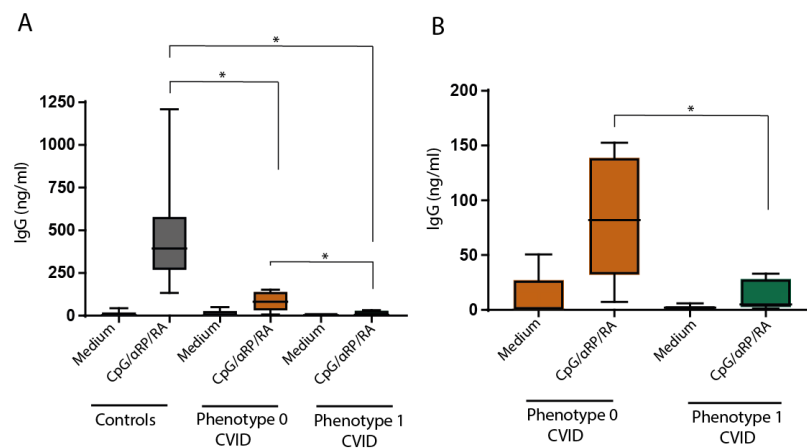 A
*
*
1250
1000
750
500
250
0
IgG (ng/ml)
*
Medium
CpG/αRP/RA
Medium
CpG/αRP/RA
Medium
CpG/αRP/RA
Controls
Phenotype 0
CVID
Phenotype 1
CVID
B
200
150
100
50
0
IgG (ng/ml)
*
Medium
CpG/αRP/RA
Medium
CpG/αRP/RA
Phenotype 0
CVID
Phenotype 1
CVID